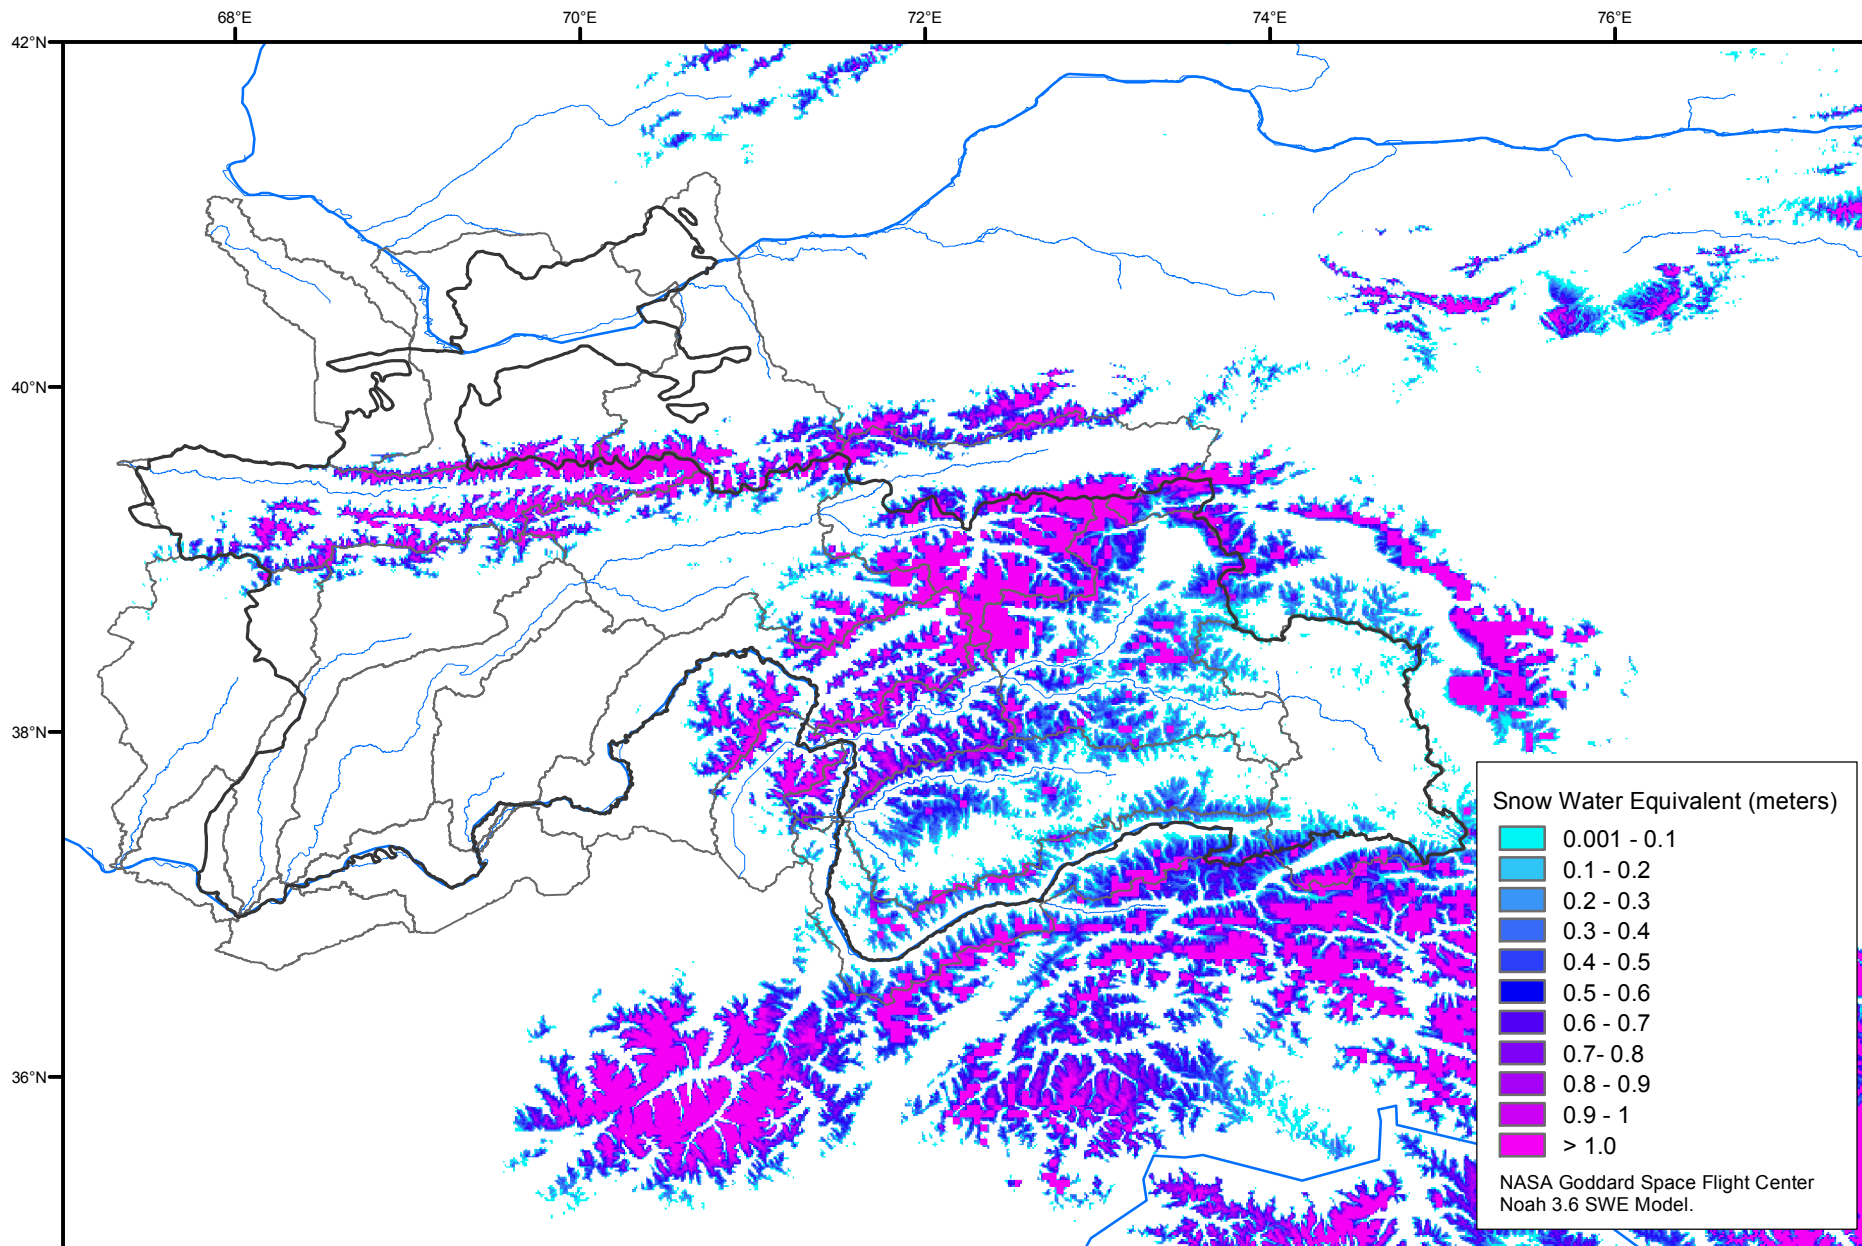 68°E
70°E
72°E
74°E
76°E
42°N
40°N
38°N
36°N
Snow Water Equivalent (meters)
0.001 - 0.1
0.1 - 0.2
0.2 - 0.3
0.3 - 0.4
0.4 - 0.5
0.5 - 0.6
0.6 - 0.7
0.7- 0.8
0.8 - 0.9
0.9 - 1
> 1.0
NASA Goddard Space Flight Center
Noah 3.6 SWE Model.